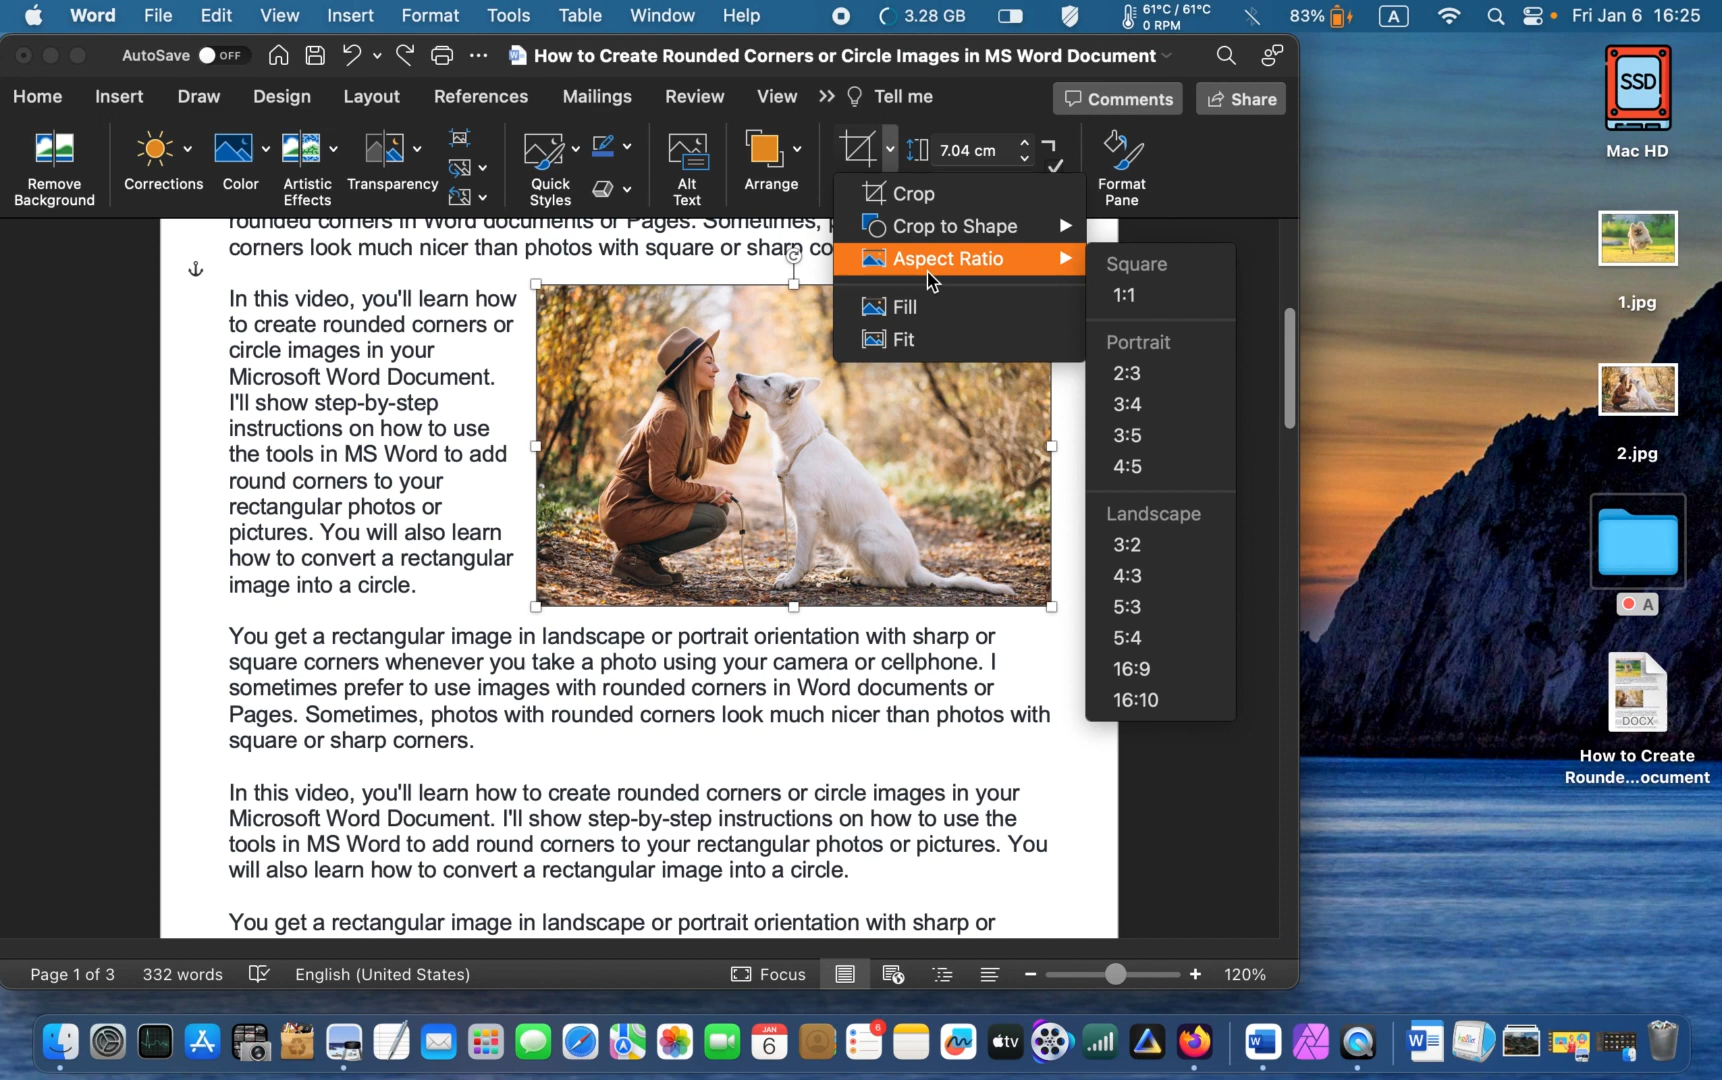 Word File Edit View Insert Format Tools Table Window Help 3.28 GB 61°C / 61°C 0 RPM 83% A Fri Jan 6 16:25
AutoSave OFF How to Create Rounded Corners or Circle Images in MS Word Document
Home Insert Draw Design Layout References Mailings Review View Tell me Comments Share
7.04 cm
Remove Background
Corrections
Color
Artistic Effects
Transparency
Quick Styles
Alt Text
Arrange
Format Pane
Crop
Crop to Shape
Aspect Ratio
Fill
Fit
Square
1:1
Portrait
2:3
3:4
3:5
4:5
Landscape
3:2
4:3
5:3
5:4
16:9
16:10
rounded corners in Word documents or Pages. Sometimes,
corners look much nicer than photos with square or sharp co
In this video, you'll learn how
to create rounded corners or
circle images in your
Microsoft Word Document.
I'll show step-by-step
instructions on how to use
the tools in MS Word to add
round corners to your
rectangular photos or
pictures. You will also learn
how to convert a rectangular
image into a circle.
You get a rectangular image in landscape or portrait orientation with sharp or
square corners whenever you take a photo using your camera or cellphone. I
sometimes prefer to use images with rounded corners in Word documents or
Pages. Sometimes, photos with rounded corners look much nicer than photos with
square or sharp corners.
In this video, you'll learn how to create rounded corners or circle images in your
Microsoft Word Document. I'll show step-by-step instructions on how to use the
tools in MS Word to add round corners to your rectangular photos or pictures. You
will also learn how to convert a rectangular image into a circle.
You get a rectangular image in landscape or portrait orientation with sharp or
Page 1 of 3 332 words English (United States) Focus 120%
SSD
Mac HD
1.jpg
2.jpg
A
DOCX
How to Create
Rounde...ocument
JAN
6
6
tv
W
W
hello